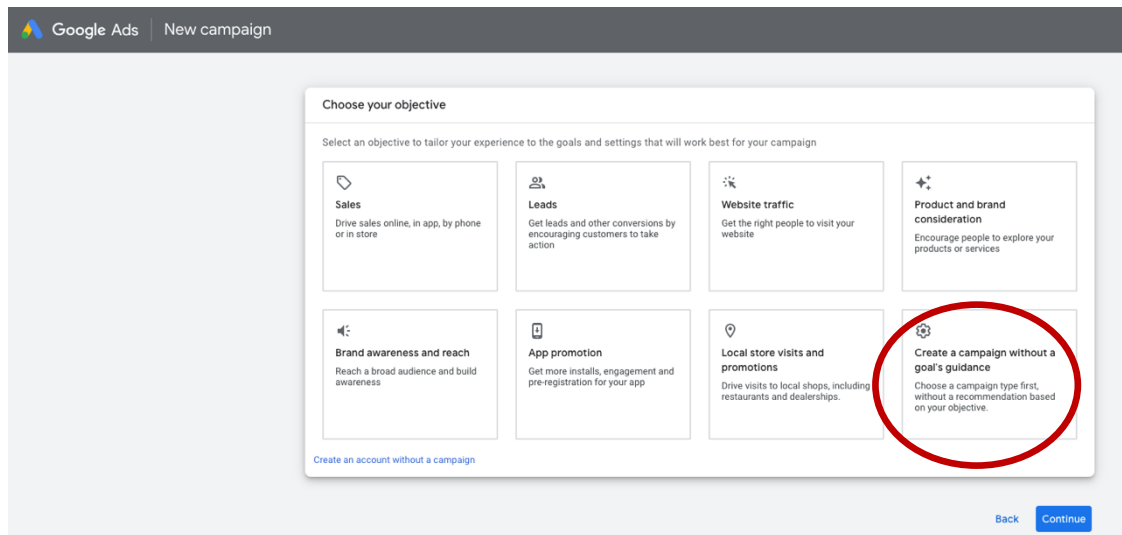 Google Ads New campaign
Choose your objective
Select an objective to tailor your experience to the goals and settings that will work best for your campaign
Sales
Drive sales online, in app, by phone
or in store
Leads
Get leads and other conversions by
encouraging customers to take
action
Website traffic
Get the right people to visit your
website
Product and brand
consideration
Encourage people to explore your
products or services
Brand awareness and reach
Reach a broad audience and build
awareness
App promotion
Get more installs, engagement and
pre-registration for your app
Local store visits and
promotions
Drive visits to local shops, including
restaurants and dealerships.
Create a campaign without a
goal's guidance
Choose a campaign type first,
without a recommendation based
on your objective.
Create an account without a campaign
Back Continue